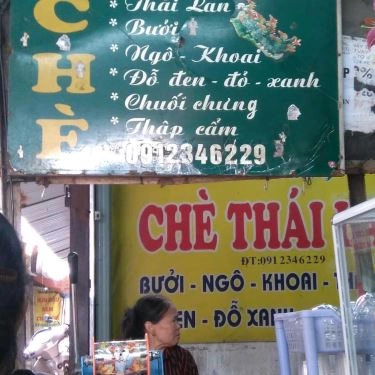 CHÈ
* Thái Lan
* Bưởi
* Ngô - Khoai
* Đỗ đen - đỏ - xanh
* Chuối chưng
* Thập cẩm
0912346229
CHÈ THÁI
ĐT:0912346229
BƯỞI - NGÔ - KHOAI -
EN - ĐỖ XANH